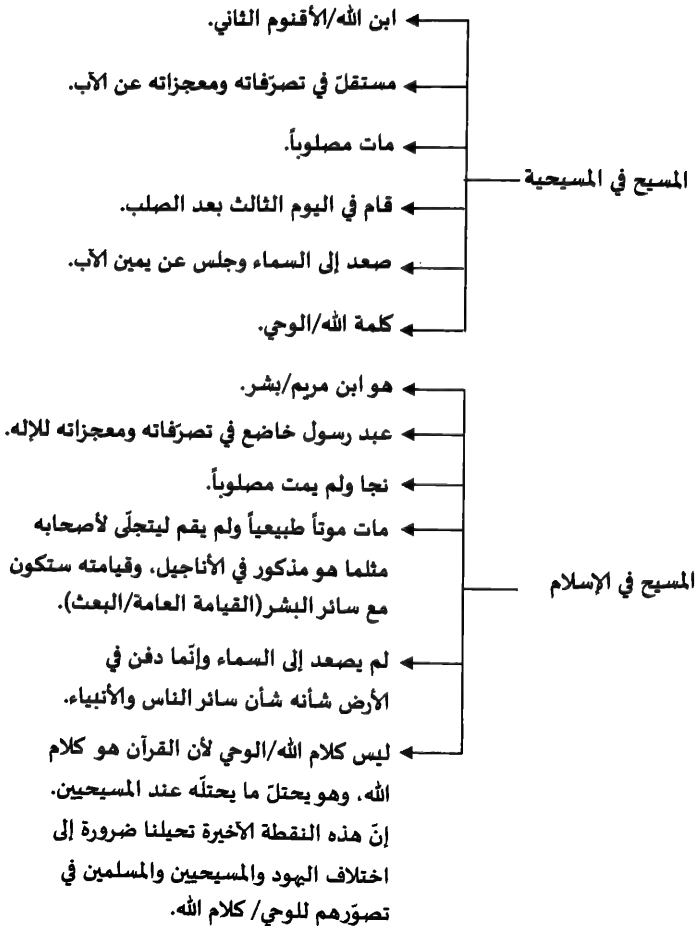 المسيح في المسيحية
ابن الله/الأقنوم الثاني.
مستقلّ في تصرّفاته ومعجزاته عن الآب.
مات مصلوباً.
قام في اليوم الثالث بعد الصلب.
صعد إلى السماء وجلس عن يمين الآب.
كلمة الله/الوحي.
المسيح في الإسلام
هو ابن مريم/بشر.
عبد رسول خاضع في تصرّفاته ومعجزاته للإله.
نجا ولم يمت مصلوباً.
مات موتاً طبيعياً ولم يقم ليتجلّى لأصحابه
مثلما هو مذكور في الأناجيل، وقيامته ستكون
مع سائر البشر(القيامة العامة/البعث).
لم يصعد إلى السماء وإنّما دفن في
الأرض شأنه شأن سائر الناس والأنبياء.
ليس كلام الله/الوحي لأن القرآن هو كلام
الله، وهو يحتلّ ما يحتلّه عند المسيحيين.
إنّ هذه النقطة الأخيرة تحيلنا ضرورة إلى
اختلاف اليهود والمسيحيين والمسلمين في
تصوّرهم للوحي/ كلام الله.